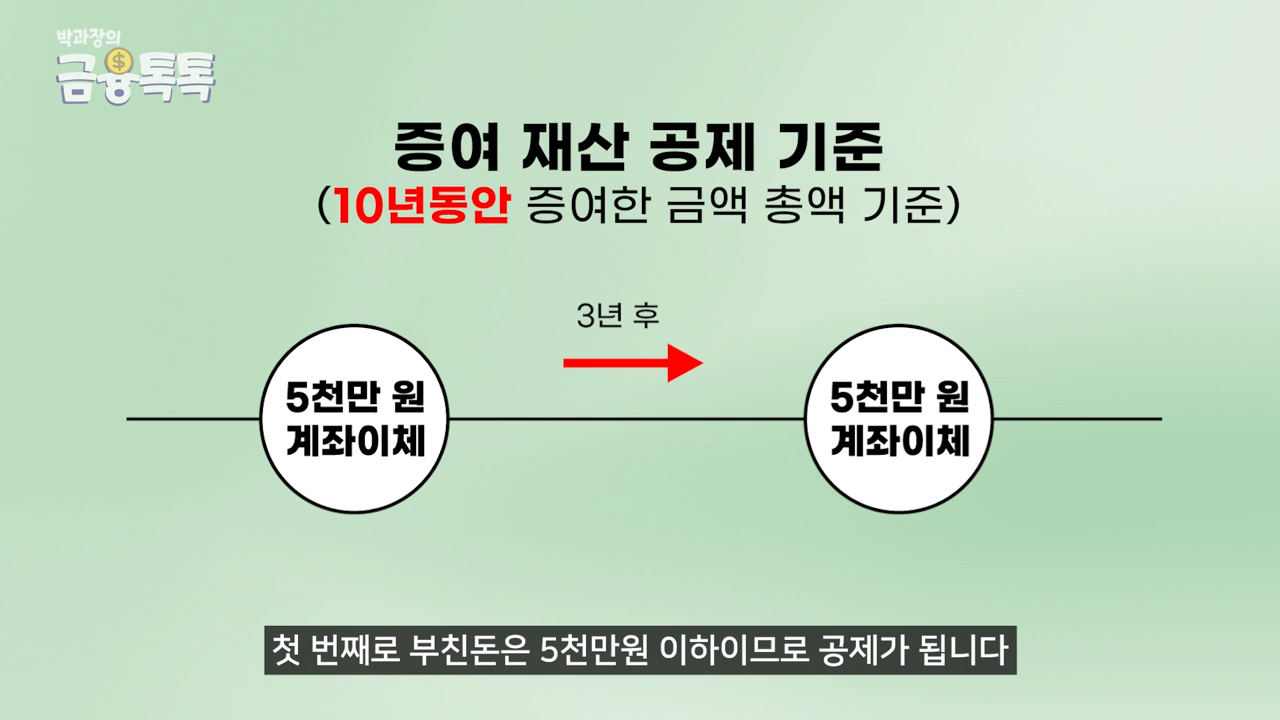 박과장의
금융톡톡
증여 재산 공제 기준
(10년동안 증여한 금액 총액 기준)
3년 후
5천만 원
계좌이체
5천만 원
계좌이체
첫 번째로 부친돈은 5천만원 이하이므로 공제가 됩니다